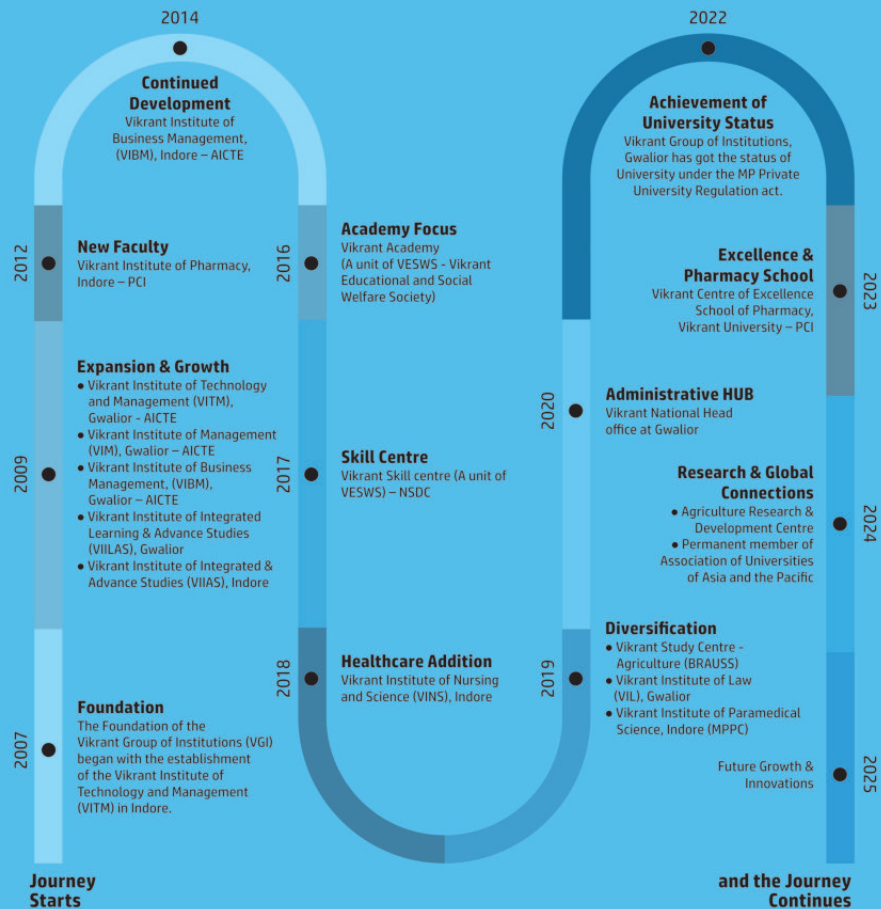 Journey
Starts
2007
Foundation
The Foundation of the
Vikrant Group of Institutions (VGI)
began with the establishment
of the Vikrant Institute of
Technology and Management
(VITM) in Indore.
2009
Expansion & Growth
● Vikrant Institute of Technology
and Management (VITM),
Gwalior - AICTE
● Vikrant Institute of Management
(VIM), Gwalior – AICTE
● Vikrant Institute of Business
Management, (VIBM),
Gwalior – AICTE
● Vikrant Institute of Integrated
Learning & Advance Studies
(VIILAS), Gwalior
● Vikrant Institute of Integrated &
Advance Studies (VIIAS), Indore
2012
New Faculty
Vikrant Institute of Pharmacy,
Indore – PCI
2014
Continued
Development
Vikrant Institute of
Business Management,
(VIBM), Indore – AICTE
2016
Academy Focus
Vikrant Academy
(A unit of VESWS - Vikrant
Educational and Social
Welfare Society)
2017
Skill Centre
Vikrant Skill centre (A unit of
VESWS) – NSDC
2018
Healthcare Addition
Vikrant Institute of Nursing
and Science (VINS), Indore
2019
Diversification
● Vikrant Study Centre -
Agriculture (BRAUSS)
● Vikrant Institute of Law
(VIL), Gwalior
● Vikrant Institute of Paramedical
Science, Indore (MPPC)
2020
Administrative HUB
Vikrant National Head
office at Gwalior
2022
Achievement of
University Status
Vikrant Group of Institutions,
Gwalior has got the status of
University under the MP Private
University Regulation act.
2023
Excellence &
Pharmacy School
Vikrant Centre of Excellence
School of Pharmacy,
Vikrant University – PCI
2024
Research & Global
Connections
● Agriculture Research &
Development Centre
● Permanent member of
Association of Universities
of Asia and the Pacific
2025
Future Growth &
Innovations
and the Journey
Continues